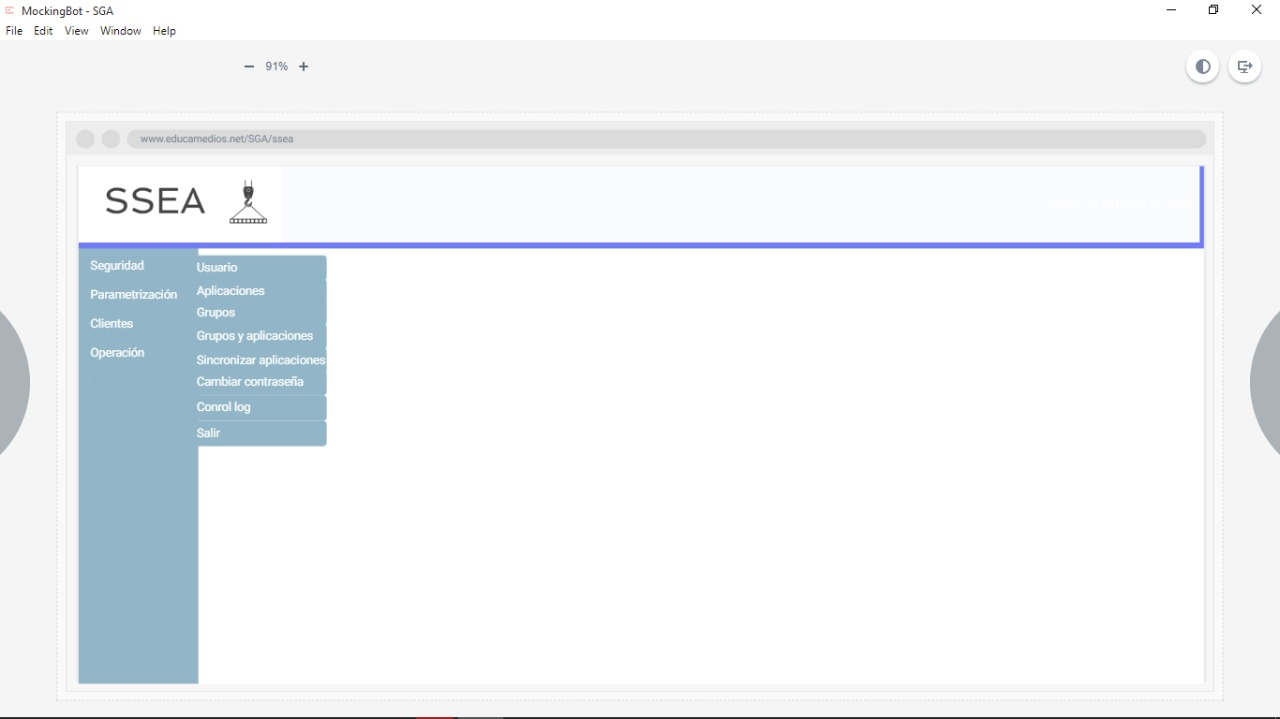 MockingBot - SGA
File Edit View Window Help
91%
www.educamedios.net/SGA/ssea
SSEA
Seguridad
Parametrización
Clientes
Operación
Usuario
Aplicaciones
Grupos
Grupos y aplicaciones
Sincronizar aplicaciones
Cambiar contraseña
Conrol log
Salir